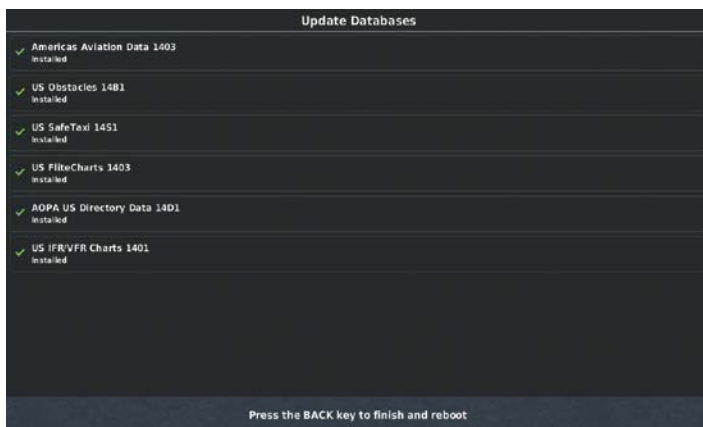 Update Databases
Americas Aviation Data 1403
Installed
US Obstacles 14B1
Installed
US SafeTaxi 14S1
Installed
US FliteCharts 1403
Installed
AOPA US Directory Data 14D1
Installed
US IFR/VFR Charts 1401
Installed
Press the BACK key to finish and reboot